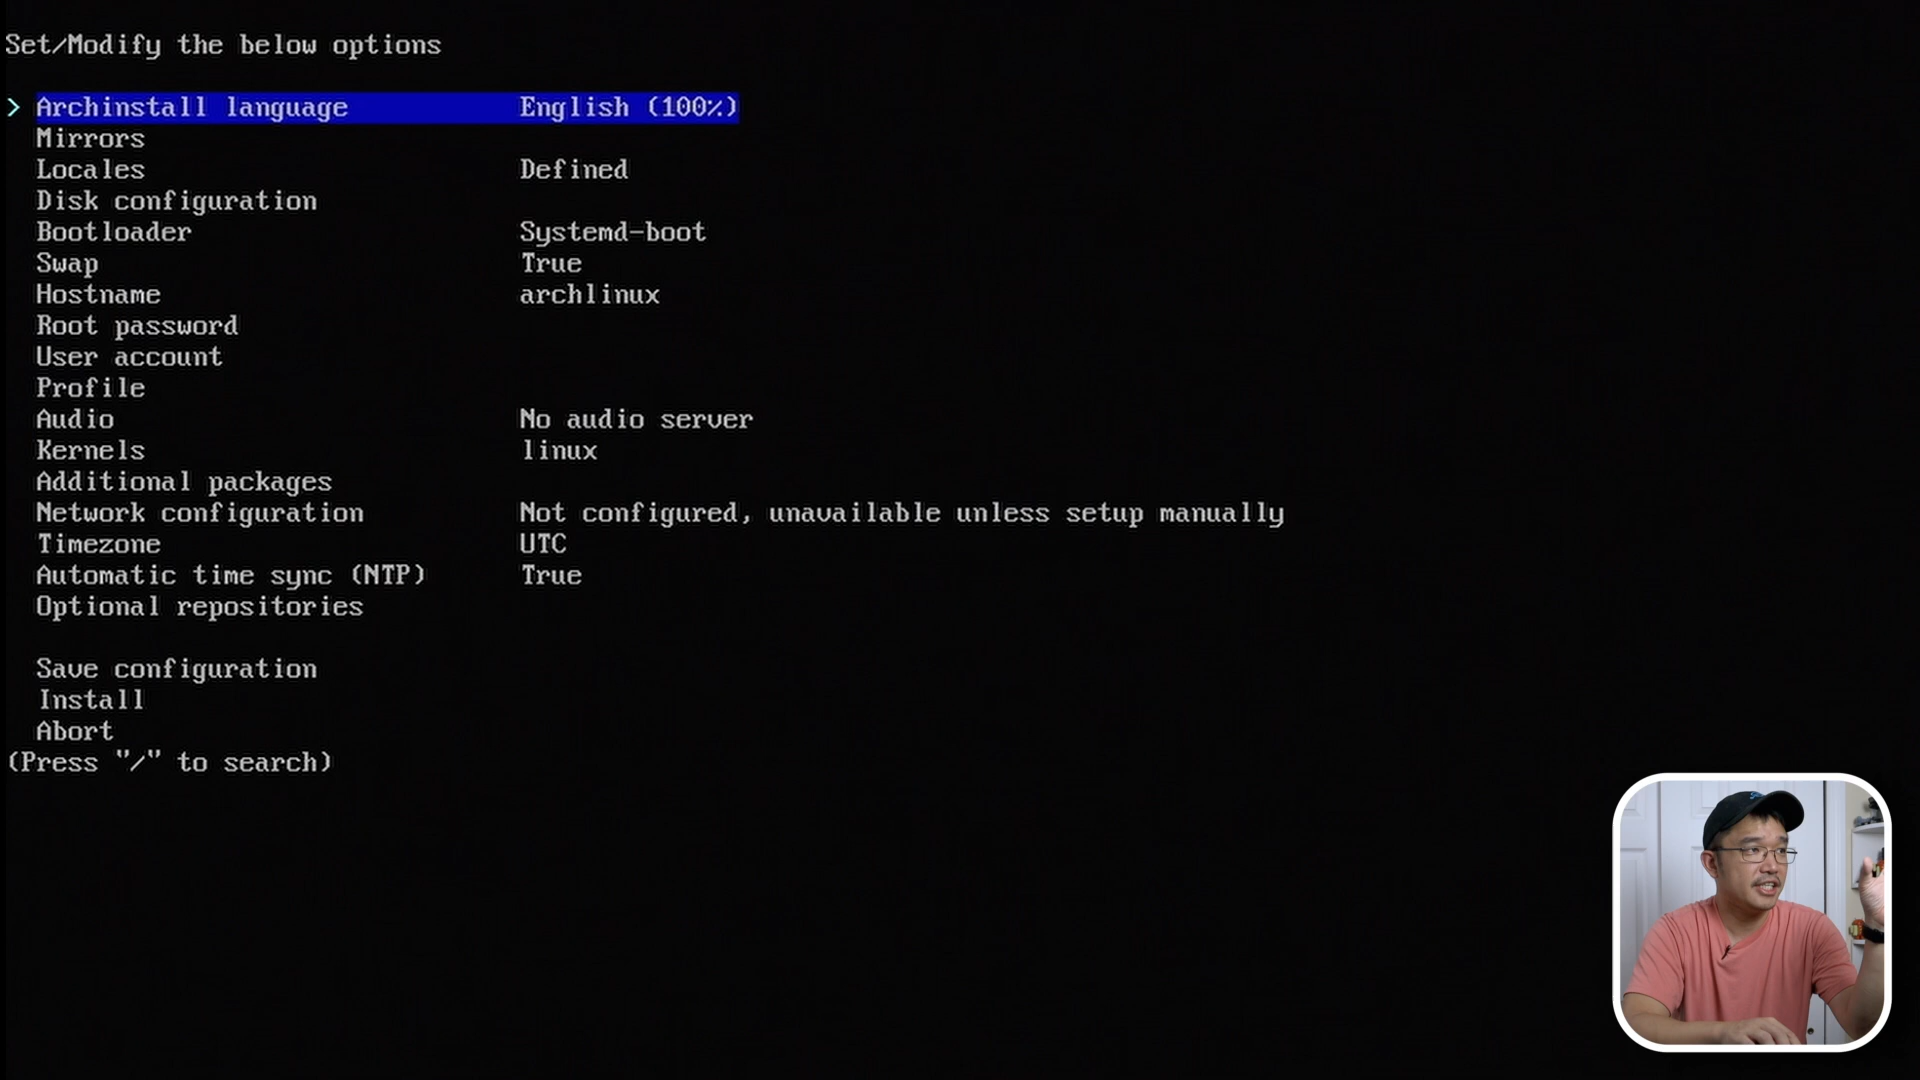 Set/Modify the below options
> Archinstall language English (100%)
Mirrors
Locales Defined
Disk configuration
Bootloader Systemd-boot
Swap True
Hostname archlinux
Root password
User account
Profile
Audio No audio server
Kernels linux
Additional packages
Network configuration Not configured, unavailable unless setup manually
Timezone UTC
Automatic time sync (NTP) True
Optional repositories
Save configuration
Install
Abort
(Press "/" to search)